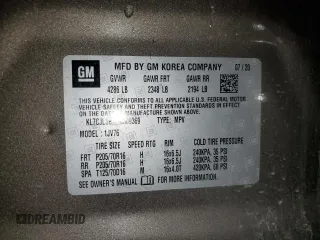 GM
MFD BY GM KOREA COMPANY 07 / 20
GVWR GAWR FRT GAWR RR
4286 LB 2348 LB 2194 LB
THIS VEHICLE CONFORMS TO ALL APPLICABLE U.S. FEDERAL MOTOR
VEHICLE SAFETY AND THEFT PREVENTION STANDARDS IN EFFECT ON
THE DATE OF MANUFACTURE SHOWN ABOVE.
TYPE: MPV
MODEL : 1JV76
TIRE SIZE SPEED RTG RIM COLD TIRE PRESSURE
FRT P205/70R16 H 16x6.5J 240KPA, 35 PSI
RR P205/70R16 H 16x6.5J 240KPA, 35 PSI
SPA T125/70D16 M 16x4.0T 420KPA, 60 PSI
SEE OWNER'S MANUAL FOR ADDITIONAL INFORMATION.
AUTOBIDMASTER